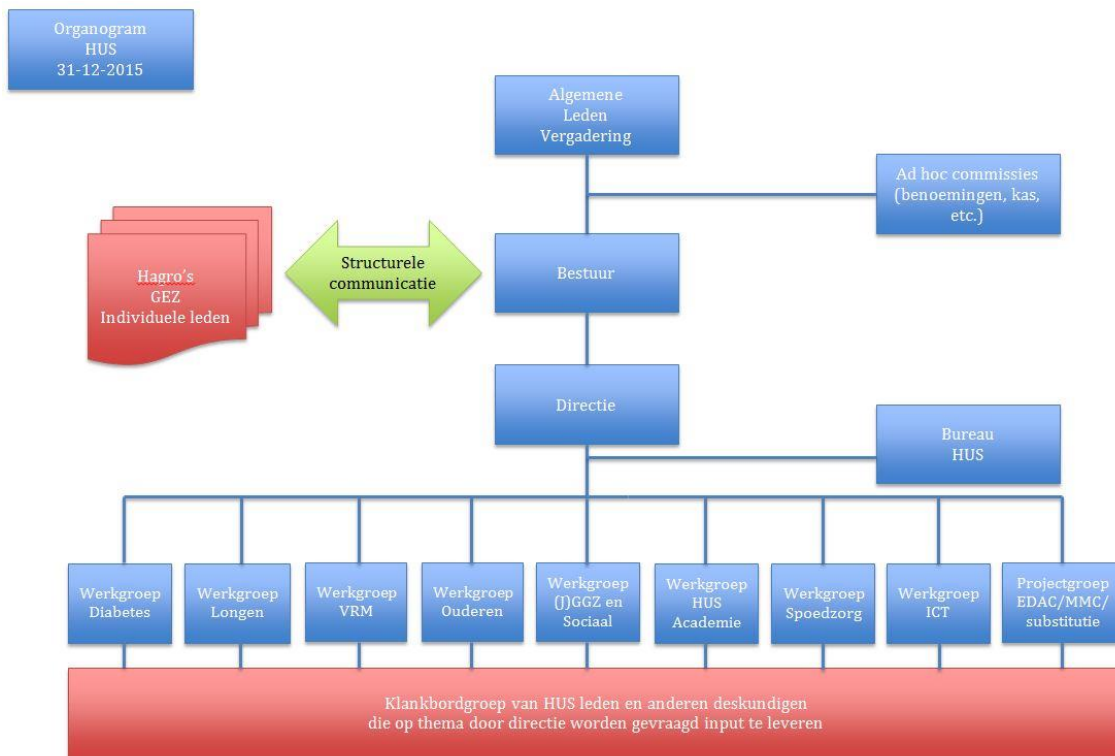 Organogram
HUS
31-12-2015
Algemene
Leden
Vergadering
Ad hoc commissies
(benoemingen, kas,
etc.)
Hagro's
GEZ
Individuele leden
Structurele
communicatie
Bestuur
Directie
Bureau
HUS
Werkgroep
Diabetes
Werkgroep
Longen
Werkgroep
VRM
Werkgroep
Ouderen
Werkgroep
(J)GGZ en
Sociaal
Werkgroep
HUS
Academie
Werkgroep
Spoedzorg
Werkgroep
ICT
Projectgroep
EDAC/MMC/
substitutie
Klankbordgroep van HUS leden en anderen deskundigen
die op thema door directie worden gevraagd input te leveren